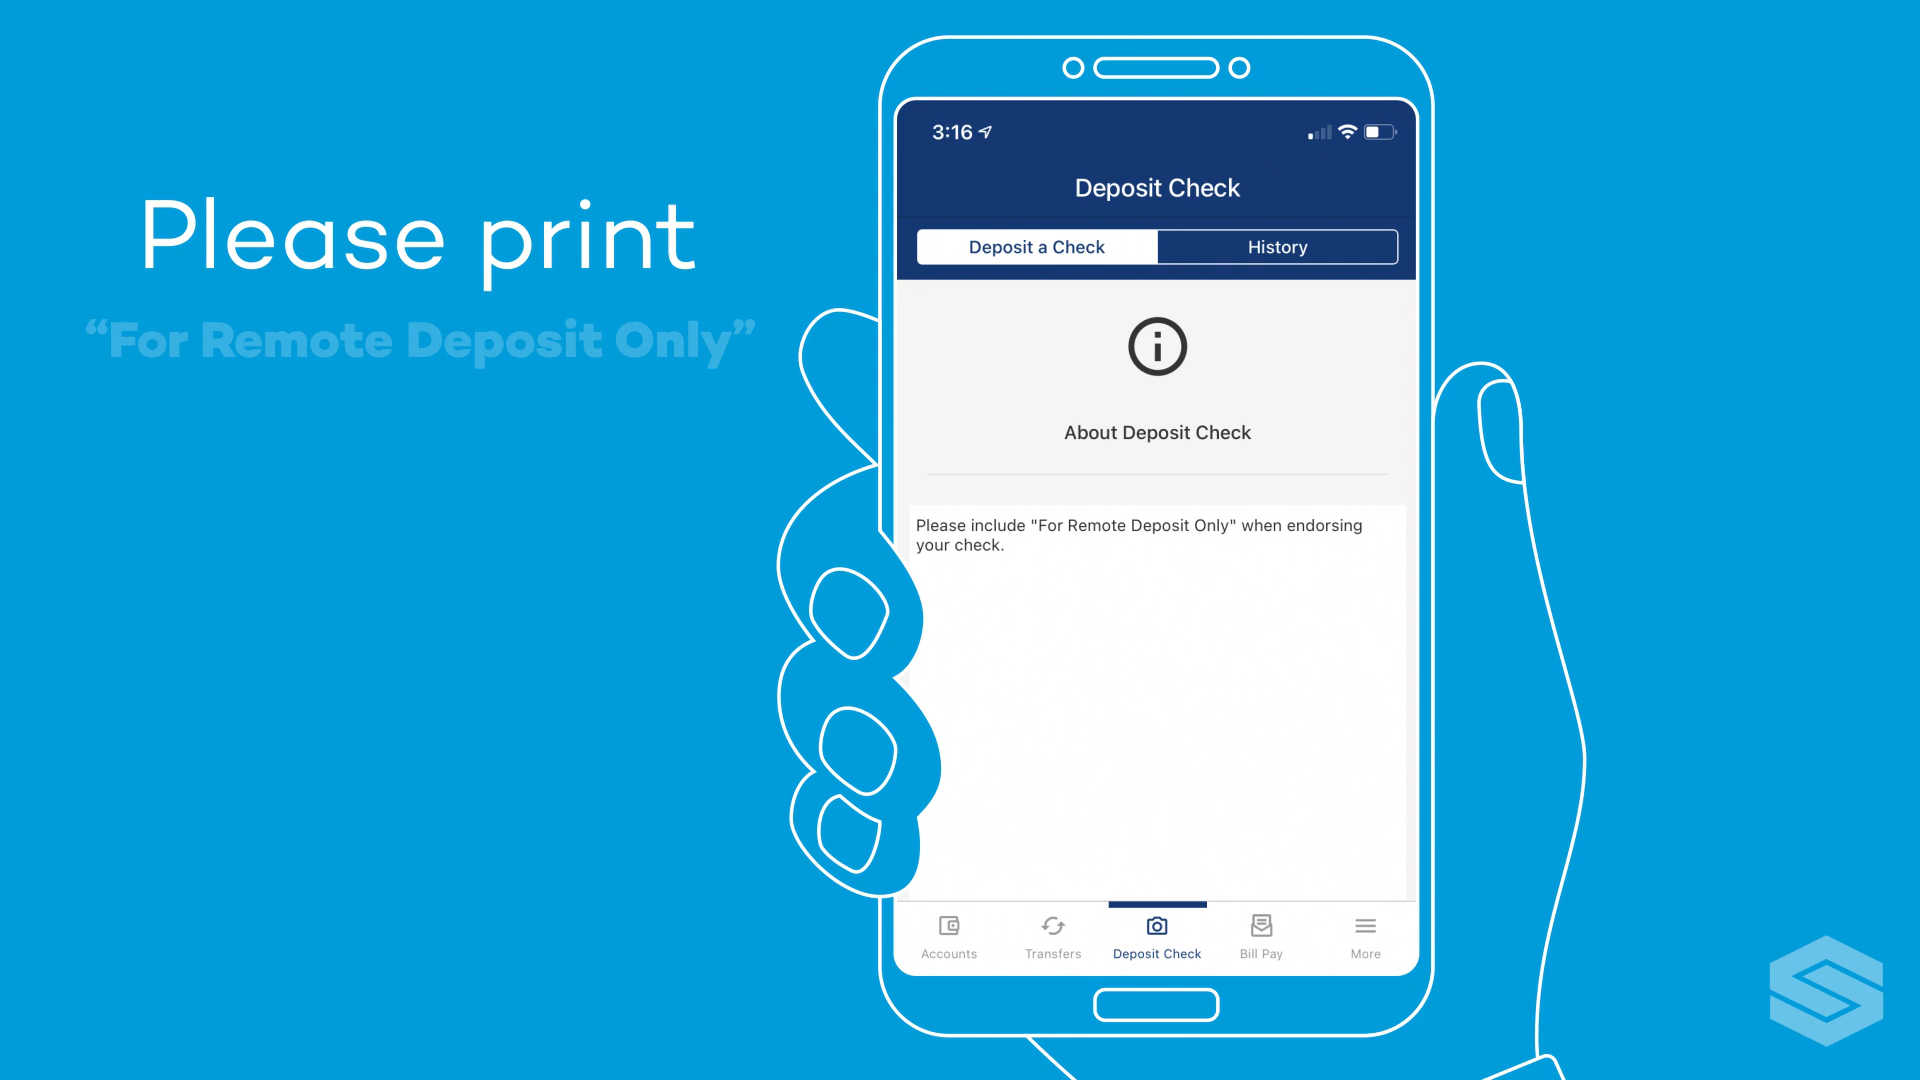 Please print
“For Remote Deposit Only”
3:16
Deposit Check
Deposit a Check
History
About Deposit Check
Please include "For Remote Deposit Only" when endorsing
your check.
Accounts
Transfers
Deposit Check
Bill Pay
More